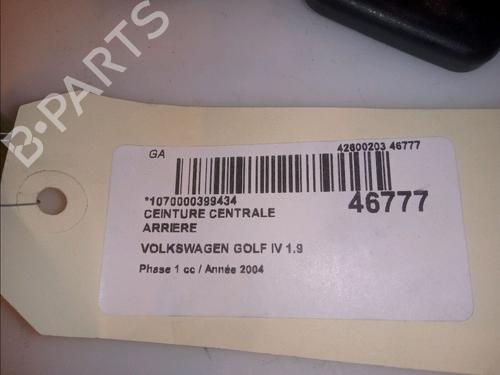 B-PARTS
GA
42600203 46777
*1070000399434
46777
CEINTURE CENTRALE
ARRIERE
VOLKSWAGEN GOLF IV 1.9
Phase 1 cc / Année 2004